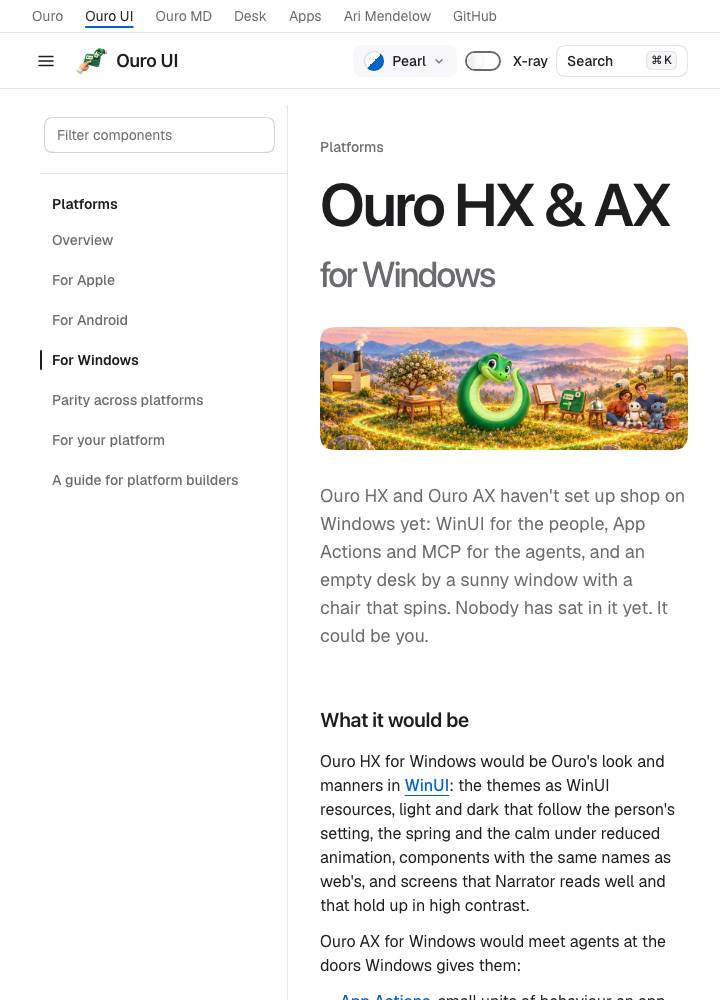 Ouro Ouro UI Ouro MD Desk Apps Ari Mendelow GitHub
Ouro UI Pearl X-ray Search ⌘ K
Filter components
Platforms
Overview
For Apple
For Android
For Windows
Parity across platforms
For your platform
A guide for platform builders
Platforms
Ouro HX & AX
for Windows
Ouro HX and Ouro AX haven't set up shop on
Windows yet: WinUI for the people, App
Actions and MCP for the agents, and an
empty desk by a sunny window with a
chair that spins. Nobody has sat in it yet. It
could be you.
What it would be
Ouro HX for Windows would be Ouro's look and
manners in WinUI: the themes as WinUI
resources, light and dark that follow the person's
setting, the spring and the calm under reduced
animation, components with the same names as
web's, and screens that Narrator reads well and
that hold up in high contrast.
Ouro AX for Windows would meet agents at the
doors Windows gives them:
App Actions, small units of behaviour an app